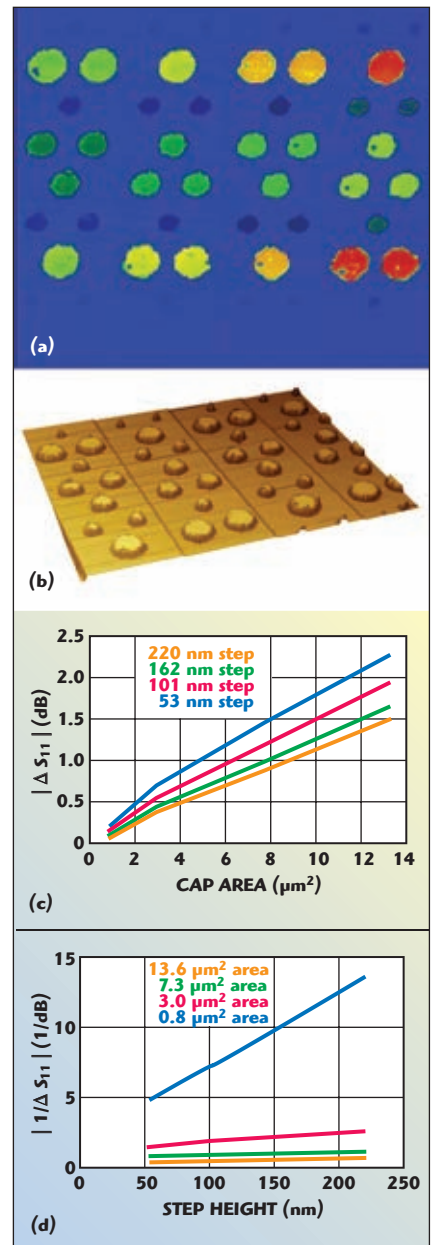 (a)
(b)
2.5
2.0
1.5
1.0
0.5
0
| Δ S11 | (dB)
220 nm step
162 nm step
101 nm step
53 nm step
0 2 4 6 8 10 12 14
CAP AREA (µm²)
(c)
15
10
5
0
| 1/Δ S11 | (1/dB)
13.6 µm² area
7.3 µm² area
3.0 µm² area
0.8 µm² area
0 50 100 150 200 250
STEP HEIGHT (nm)
(d)